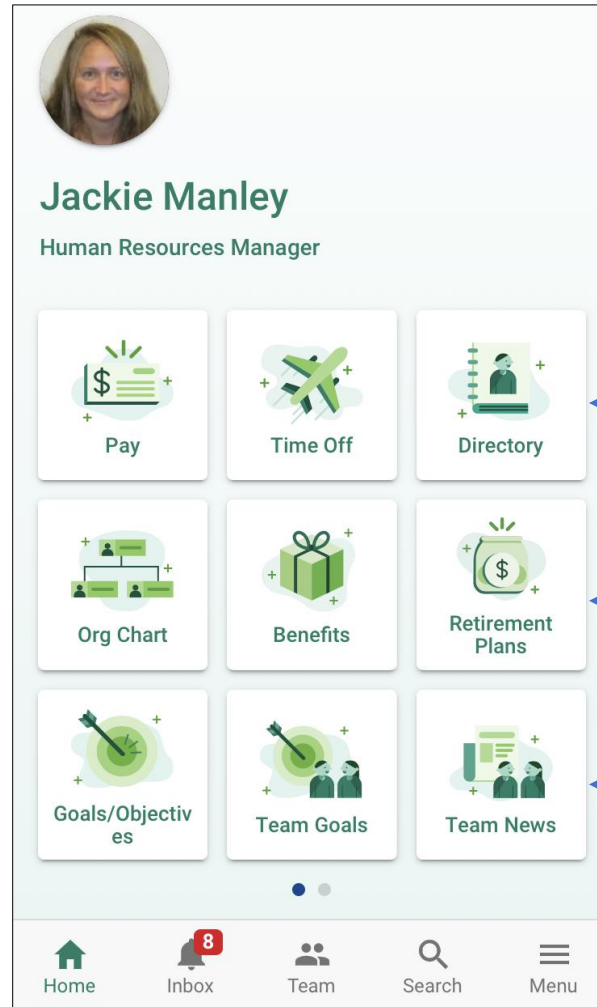 Jackie Manley
Human Resources Manager
$
Pay
Time Off
Directory
Org Chart
Benefits
$
Retirement
Plans
Goals/Objectiv
es
Team Goals
Team News
8
Home
Inbox
Team
Search
Menu